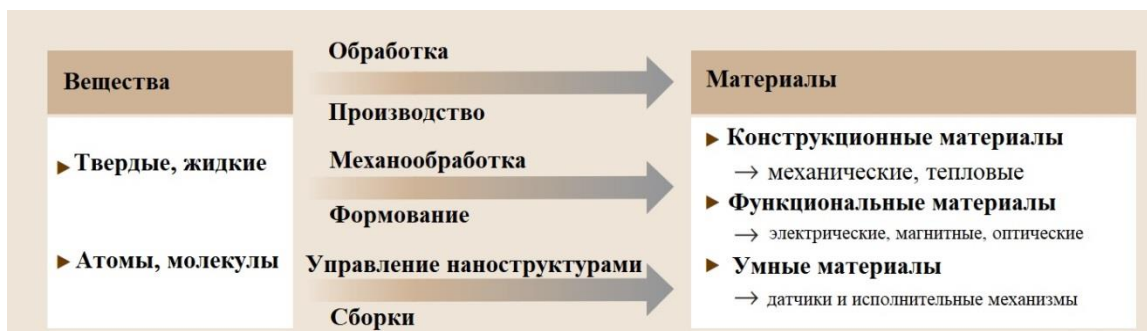 Вещества
► Твердые, жидкие
► Атомы, молекулы
Обработка
Производство
Механообработка
Формование
Управление наноструктурами
Сборки
Материалы
► Конструкционные материалы
→ механические, тепловые
► Функциональные материалы
→ электрические, магнитные, оптические
► Умные материалы
→ датчики и исполнительные механизмы